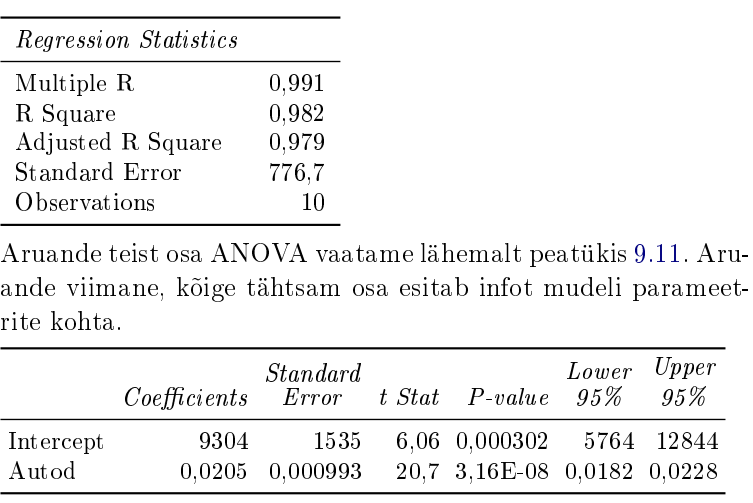 Regression Statistics
Multiple R 0,991
R Square 0,982
Adjusted R Square 0,979
Standard Error 776,7
Observations 10
Aruande teist osa ANOVA vaatame lähemalt peatükis 9.11. Aru-
ande viimane, kõige tähtsam osa esitab infot mudeli parameet-
rite kohta.
Coefficients Standard Error t Stat P-value Lower 95% Upper 95%
Intercept 9304 1535 6,06 0,000302 5764 12844
Autod 0,0205 0,000993 20,7 3,16E-08 0,0182 0,0228